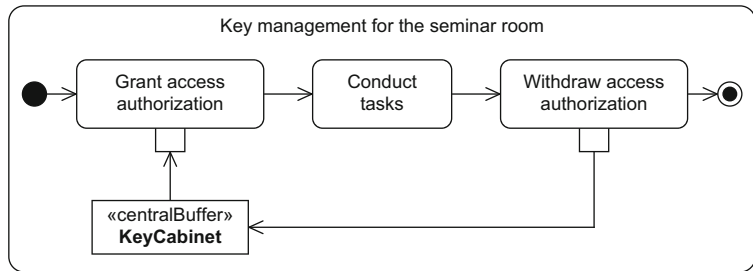 Key management for the seminar room
Grant access
authorization
Conduct
tasks
Withdraw access
authorization
«centralBuffer»
KeyCabinet